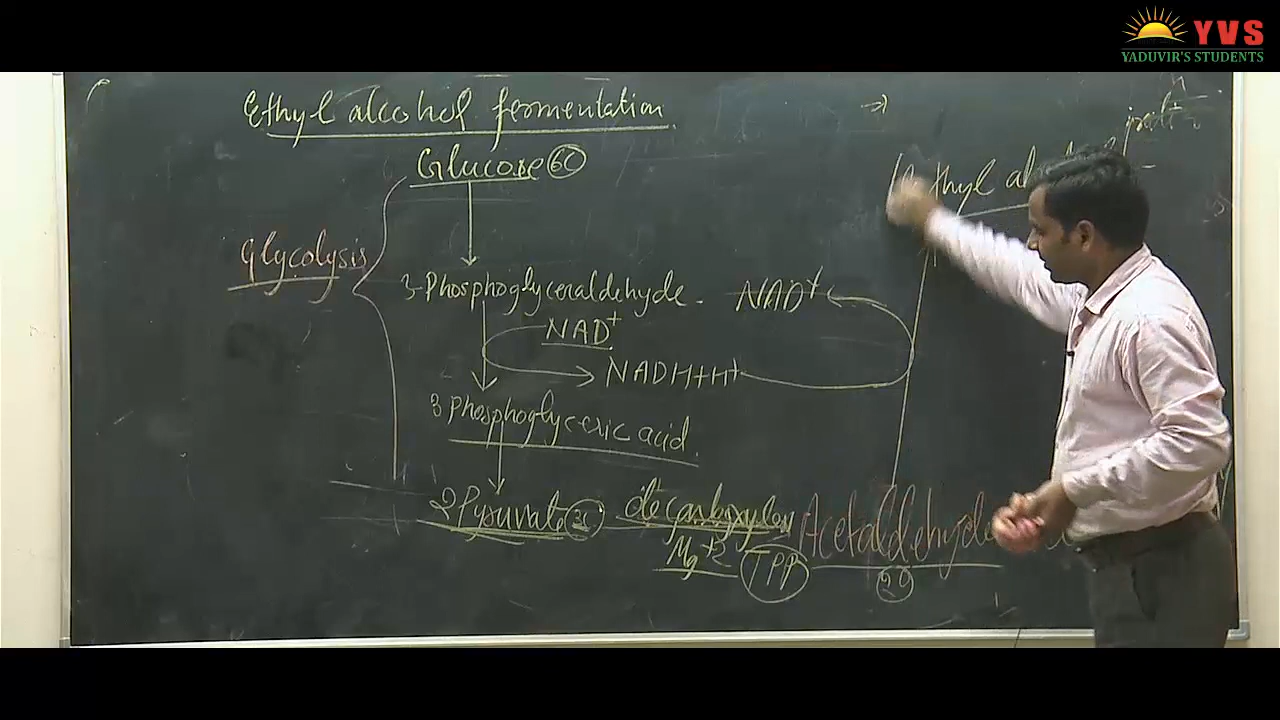 YVS
YADUVIR'S STUDENTS
Ethyl alcohol fermentation
Glucose 6C
Ethyl
Glycolysis
3-Phosphoglyceraldehyde
NAD+
NAD+
NADH+H+
3 Phosphoglyceric acid
2 Pyruvate 3C decarboxylase Acetaldehyde
Mg+2 TPP
2C